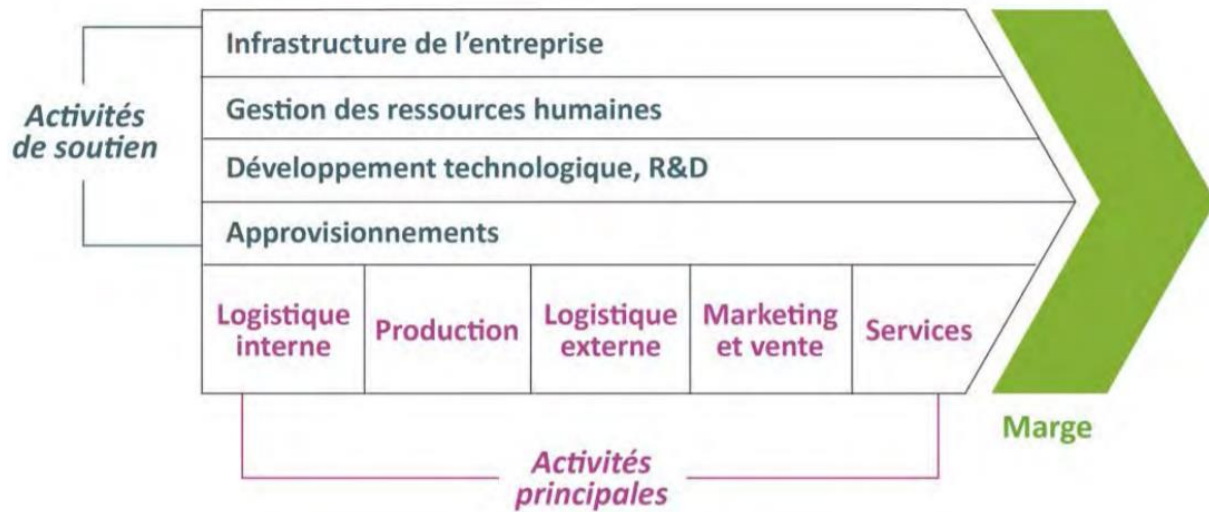 Activités
de soutien
Infrastructure de l'entreprise
Gestion des ressources humaines
Développement technologique, R&D
Approvisionnements
Logistique
interne
Production
Logistique
externe
Marketing
et vente
Services
Marge
Activités
principales